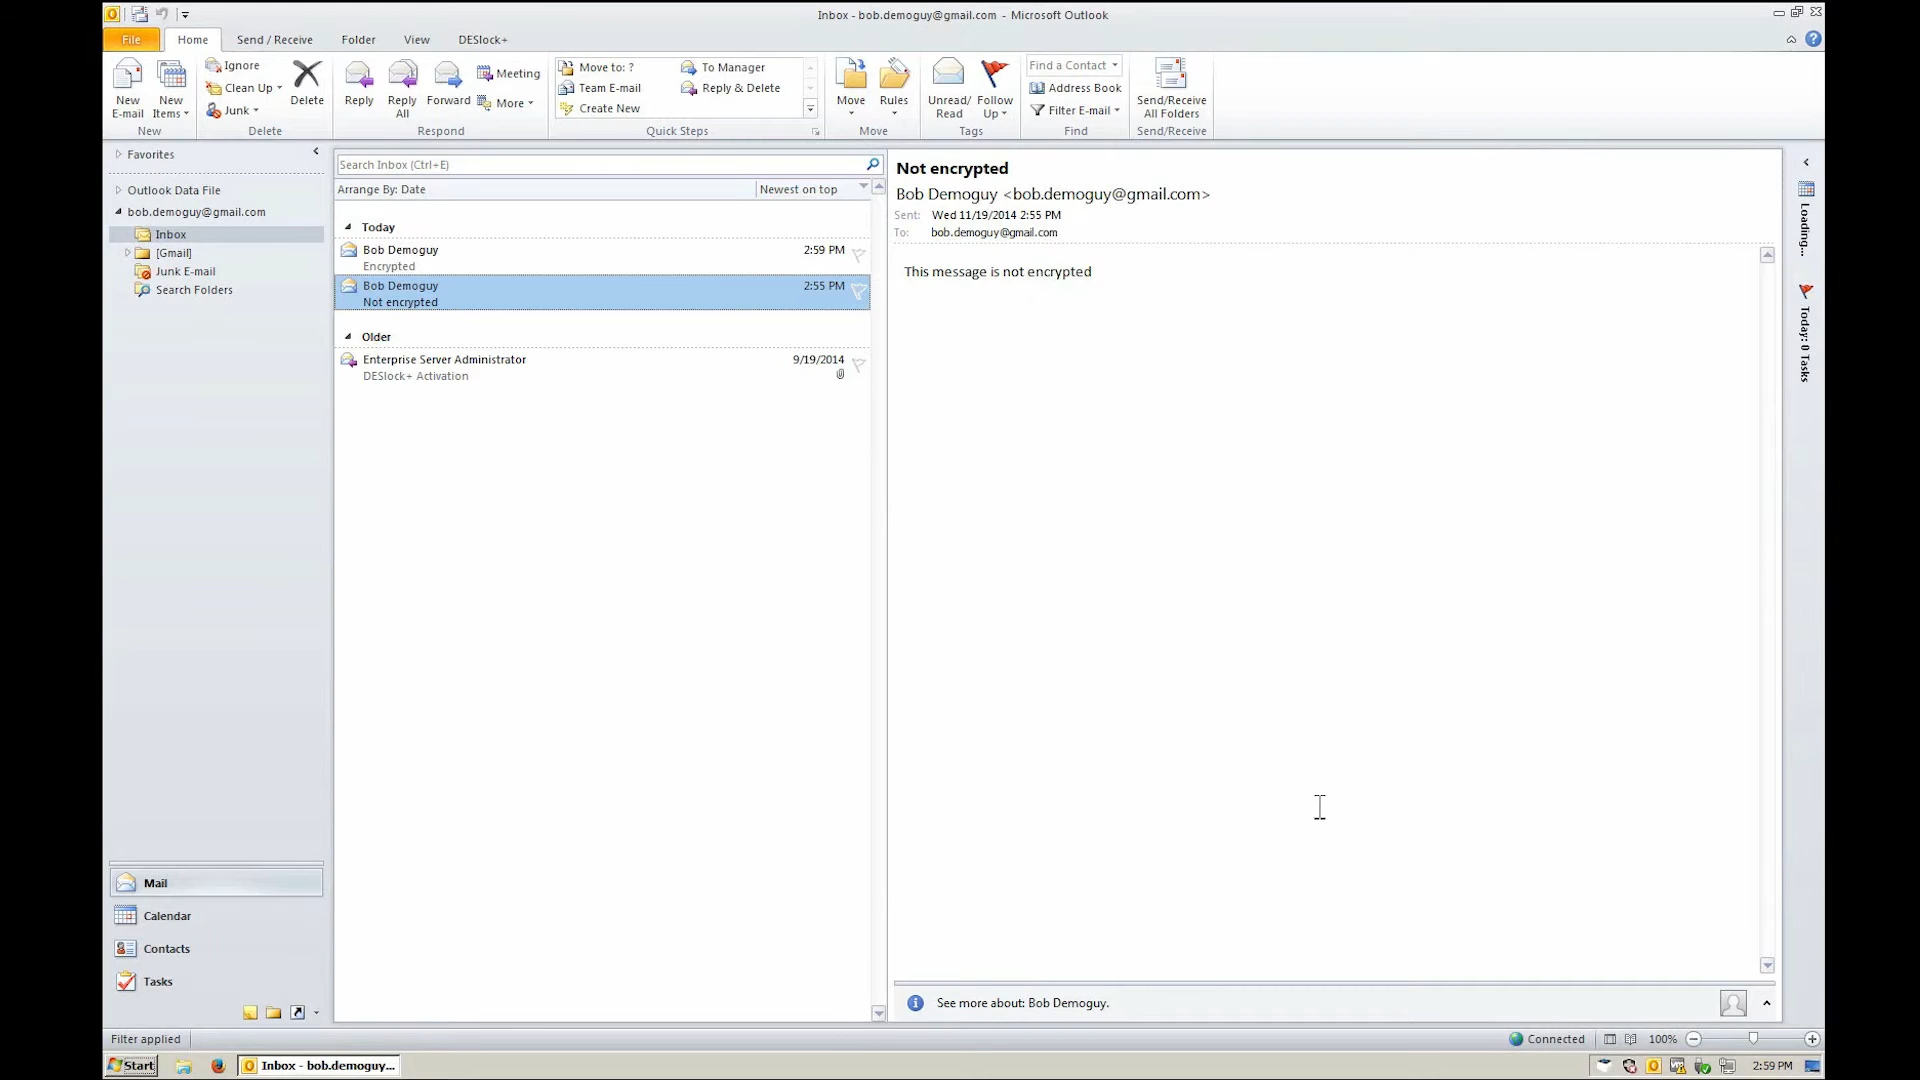 Inbox - bob.demoguy@gmail.com - Microsoft Outlook
File Home Send / Receive Folder View DESlock+
New E-mail
New Items
New
Ignore
Clean Up
Junk
Delete
Delete
Reply
Reply All
Forward
Meeting
More
Respond
Move to: ?
Team E-mail
Create New
To Manager
Reply & Delete
Quick Steps
Move
Rules
Move
Unread/ Read
Follow Up
Tags
Find a Contact
Address Book
Filter E-mail
Find
Send/Receive All Folders
Send/Receive
Favorites
Outlook Data File
bob.demoguy@gmail.com
Inbox
[Gmail]
Junk E-mail
Search Folders
Mail
Calendar
Contacts
Tasks
Search Inbox (Ctrl+E)
Arrange By: Date Newest on top
Today
Bob Demoguy 2:59 PM
Encrypted
Bob Demoguy 2:55 PM
Not encrypted
Older
Enterprise Server Administrator 9/19/2014
DESlock+ Activation
Not encrypted
Bob Demoguy <bob.demoguy@gmail.com>
Sent: Wed 11/19/2014 2:55 PM
To: bob.demoguy@gmail.com
This message is not encrypted
See more about: Bob Demoguy.
Loading...
Today: 0 Tasks
Filter applied Connected 100%
Start Inbox - bob.demoguy... 2:59 PM